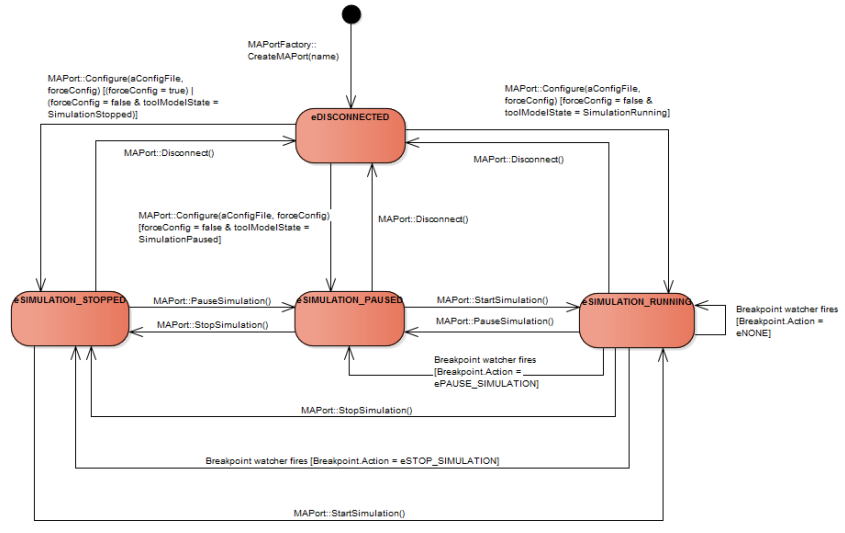 MAPortFactory::
CreateMAPort(name)
MAPort::Configure(aConfigFile,
forceConfig) [(forceConfig = true) |
(forceConfig = false & toolModelState =
SimulationStopped)]
MAPort::Configure(aConfigFile,
forceConfig) [forceConfig = false &
toolModelState = SimulationRunning]
eDISCONNECTED
MAPort::Disconnect()
MAPort::Disconnect()
MAPort::Configure(aConfigFile, forceConfig)
[forceConfig = false & toolModelState =
SimulationPaused]
MAPort::Disconnect()
eSIMULATION_STOPPED
MAPort::PauseSimulation()
eSIMULATION_PAUSED
MAPort::StartSimulation()
eSIMULATION_RUNNING
MAPort::StopSimulation()
MAPort::PauseSimulation()
Breakpoint watcher fires
[Breakpoint.Action =
eNONE]
Breakpoint watcher fires
[Breakpoint.Action =
ePAUSE_SIMULATION]
MAPort::StopSimulation()
Breakpoint watcher fires [Breakpoint.Action = eSTOP_SIMULATION]
MAPort::StartSimulation()